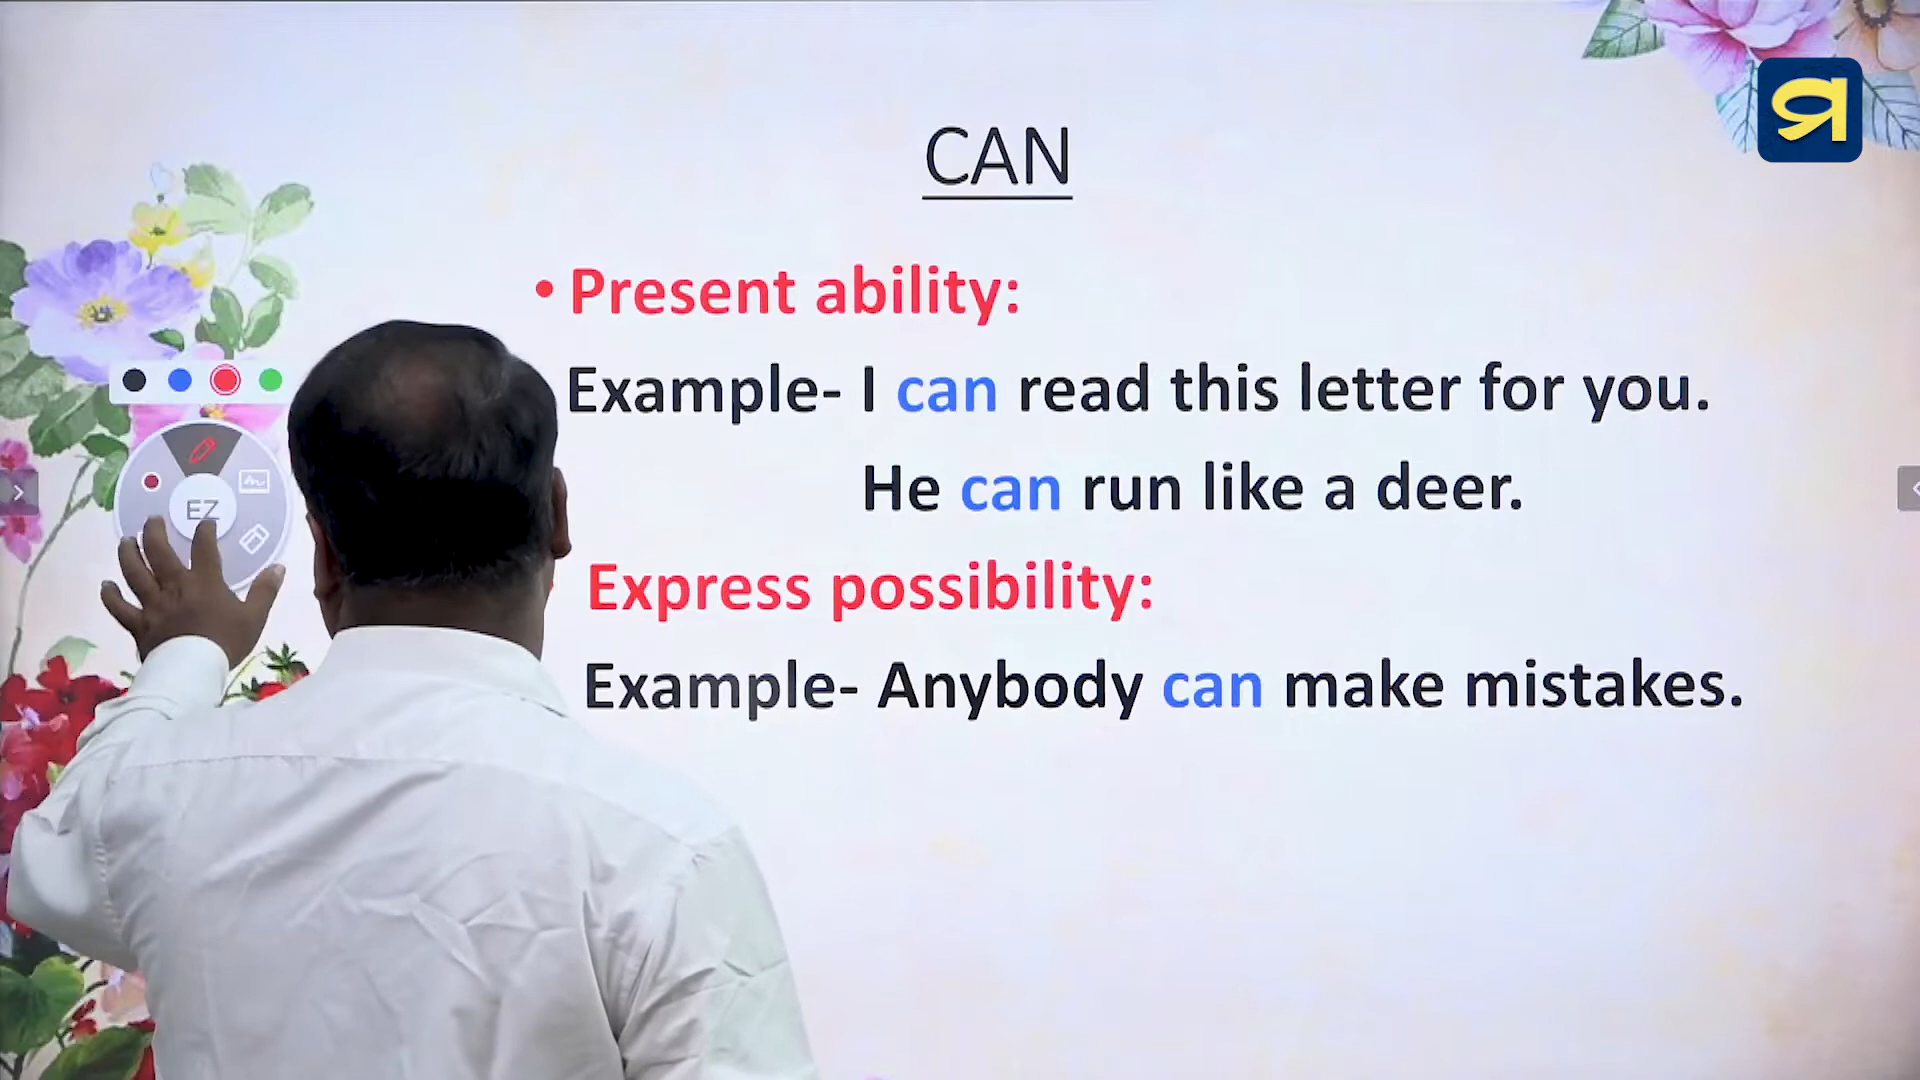 CAN
• Present ability:
Example- I can read this letter for you.
He can run like a deer.
Express possibility:
Example- Anybody can make mistakes.
EZ